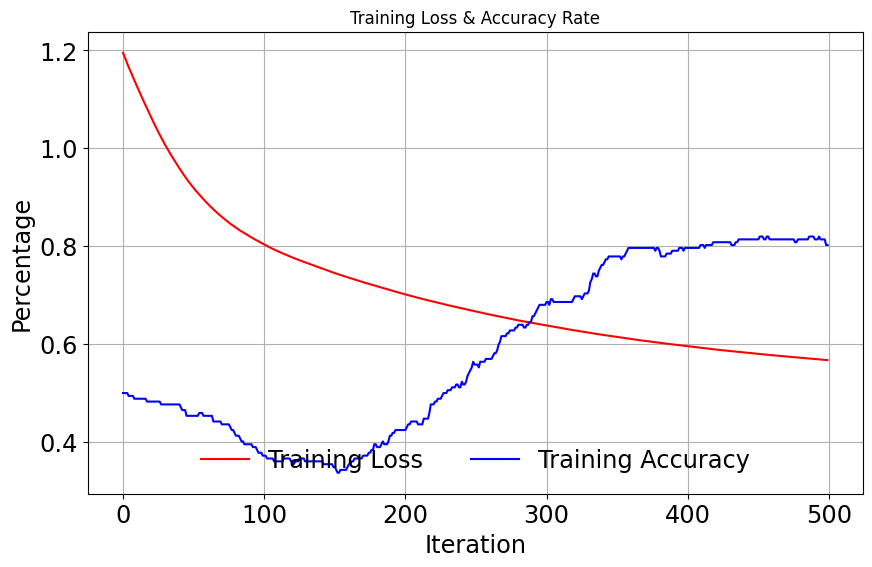 Training Loss & Accuracy Rate
1.2
1.0
0.8
0.6
0.4
Percentage
Training Loss Training Accuracy
0 100 200 300 400 500
Iteration